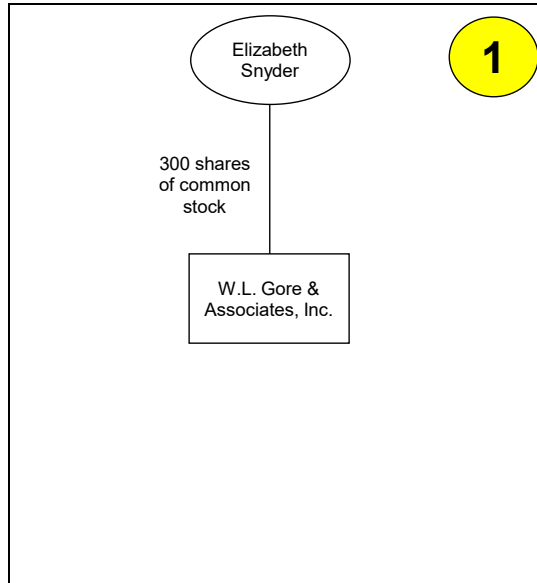 Elizabeth
Snyder
1
300 shares
of common
stock
W.L. Gore &
Associates, Inc.